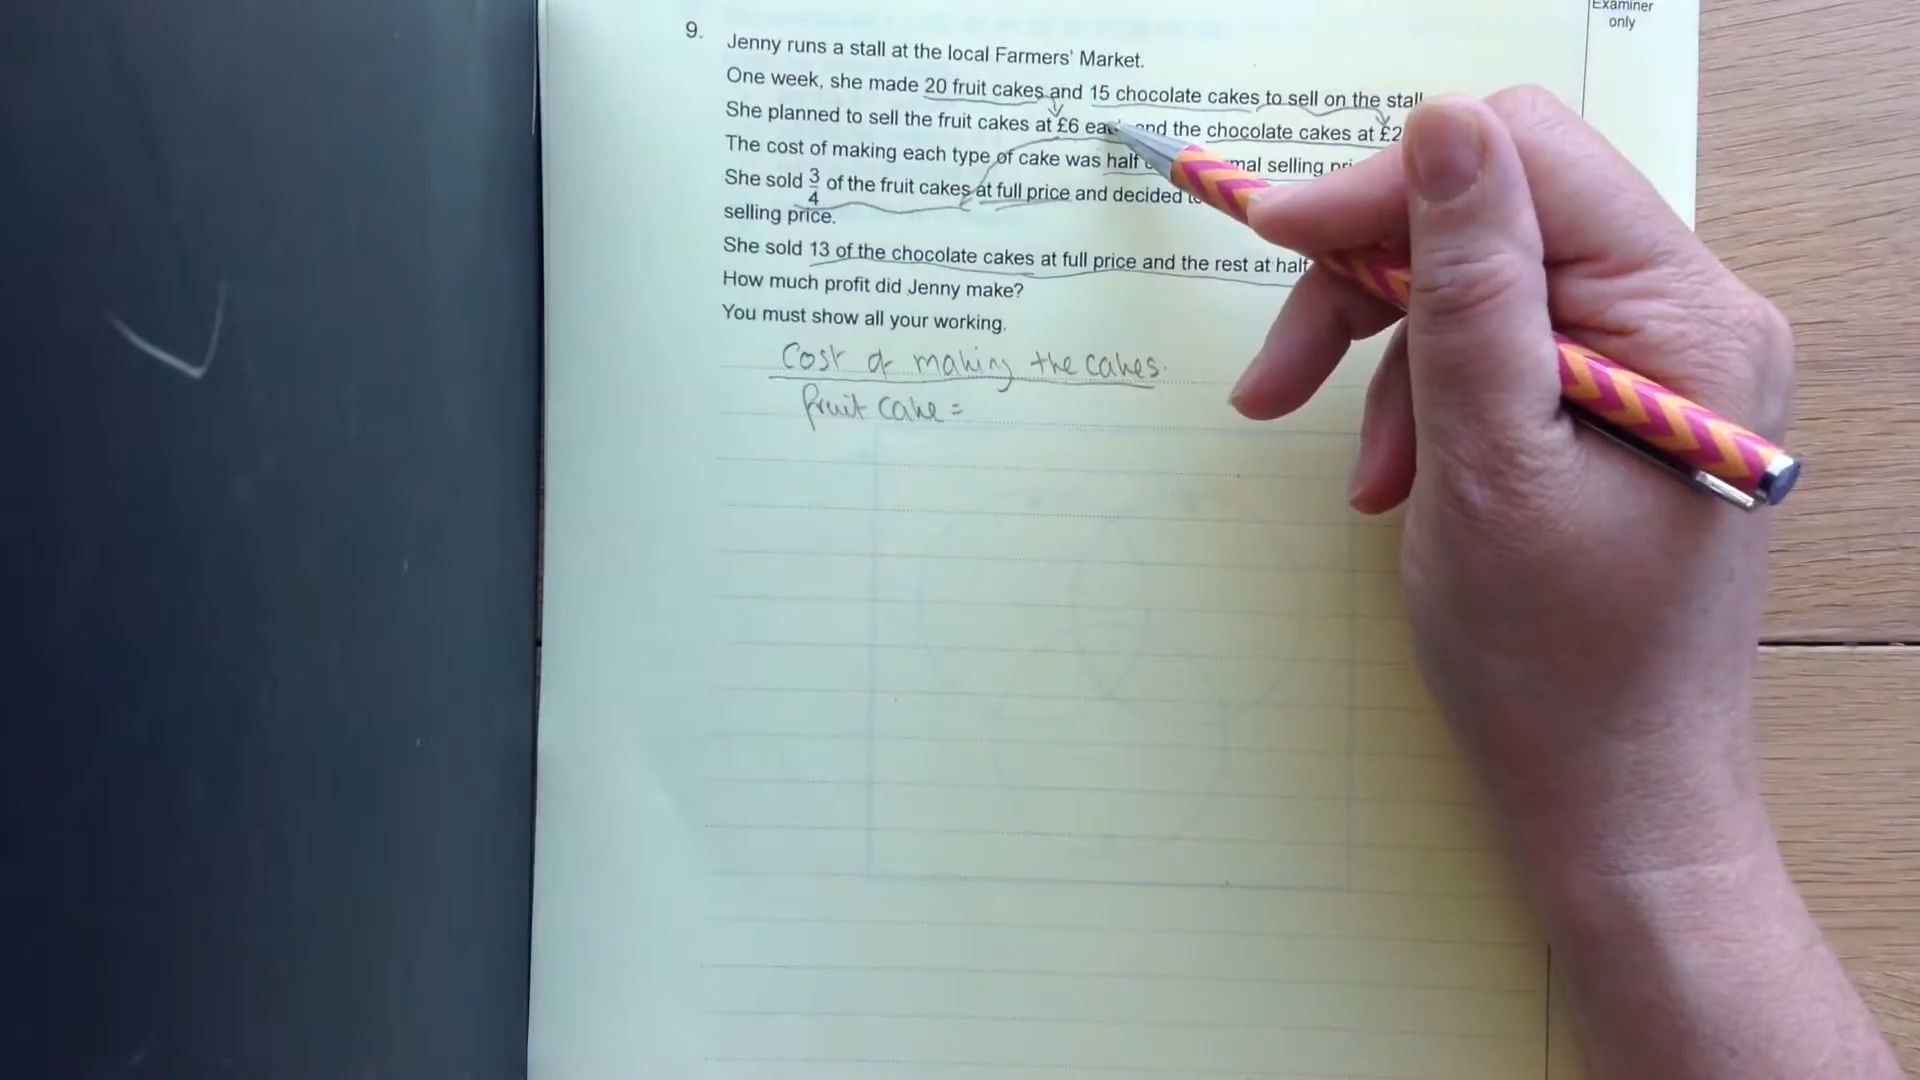 Examiner
only
9.
Jenny runs a stall at the local Farmers' Market.
One week, she made 20 fruit cakes and 15 chocolate cakes to sell on the stall
She planned to sell the fruit cakes at £6 each and the chocolate cakes at £2
The cost of making each type of cake was half selling
She sold 3/4 of the fruit cakes at full price and decided
selling price.
She sold 13 of the chocolate cakes at full price and the rest at half
How much profit did Jenny make?
You must show all your working.
Cost of making the cakes.
fruit cake =